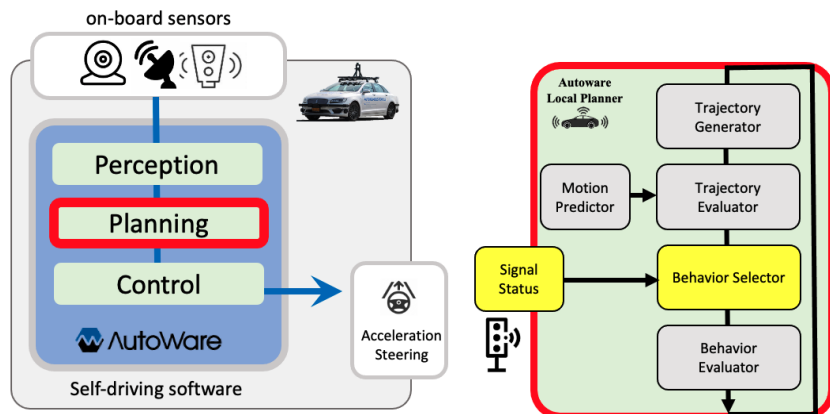 on-board sensors
Perception
Planning
Control
AutoWare
Self-driving software
Acceleration
Steering
Autoware
Local Planner
Trajectory
Generator
Motion
Predictor
Trajectory
Evaluator
Signal
Status
Behavior Selector
Behavior
Evaluator